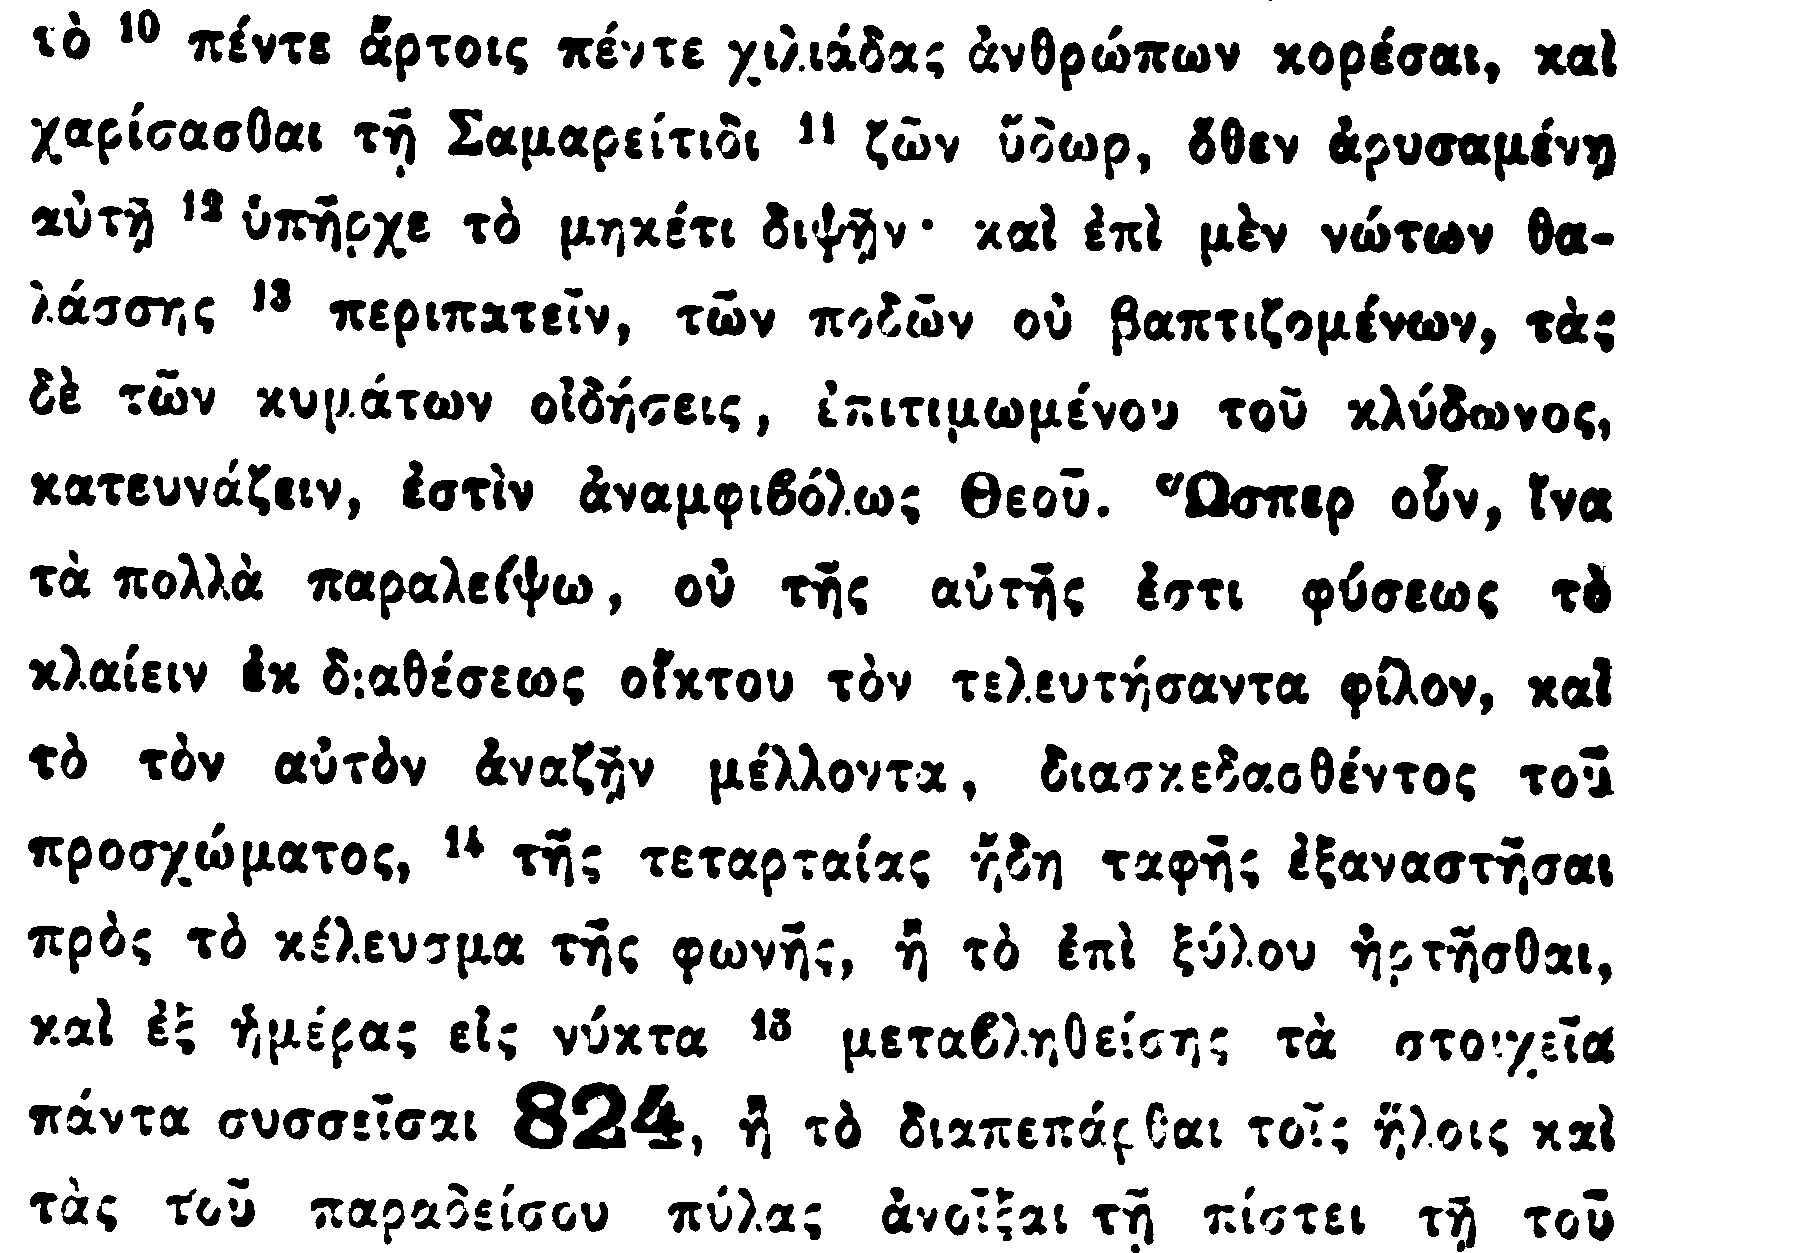 τὸ 10 πέντε ἄρτοις πέντε χιλιάδας ἀνθρώπων κορέσαι, καὶ
χαρίσασθαι τῇ Σαμαρείτιδι 11 ζῶν ὕδωρ, ὅθεν ἀρυσαμένῃ
αὐτῇ 12 ὑπῆρχε τὸ μηκέτι διψῇν· καὶ ἐπὶ μὲν νώτων θα-
λάσσης 13 περιπατεῖν, τῶν ποδῶν οὐ βαπτιζομένων, τὰς
δὲ τῶν κυμάτων οἰδήσεις, ἐπιτιμωμένου τοῦ κλύδωνος,
κατευνάζειν, ἐστὶν ἀναμφιβόλως Θεοῦ. Ὥσπερ οὖν, ἵνα
τὰ πολλὰ παραλείψω, οὐ τῆς αὐτῆς ἐστι φύσεως τὸ
κλαίειν ἐκ διαθέσεως οἴκτου τὸν τελευτήσαντα φίλον, καὶ
τὸ τὸν αὐτὸν ἀναζῇν μέλλοντα, διασκεδασθέντος τοῦ
προσχώματος, 14 τῆς τεταρταίας ἤδη ταφῆς ἐξαναστῆσαι
πρὸς τὸ κέλευσμα τῆς φωνῆς, ἢ τὸ ἐπὶ ξύλου ἠρτῆσθαι,
καὶ ἐξ ἡμέρας εἰς νύκτα 15 μεταβληθείσης τὰ στοιχεῖα
πάντα συσσεῖσαι 824, ἢ τὸ διαπεπάρθαι τοῖς ἥλοις καὶ
τὰς τοῦ παραδείσου πύλας ἀνοῖξαι τῇ πίστει τῇ τοῦ